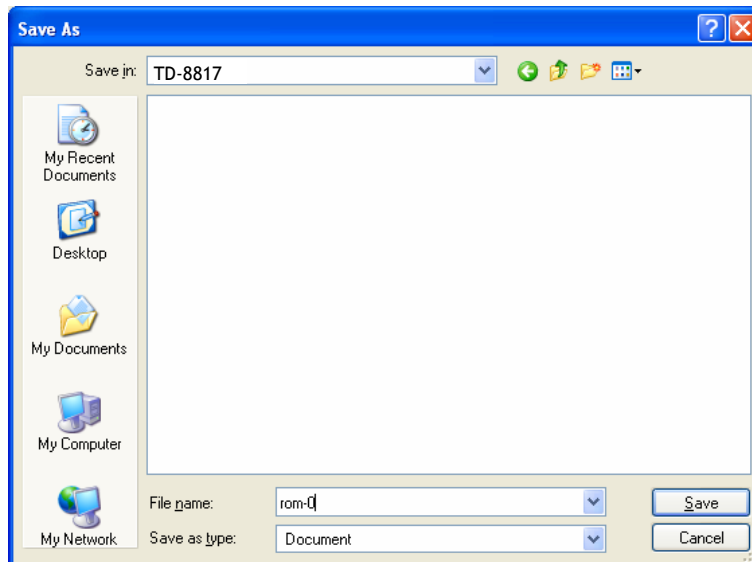 Save As
Save in:
TD-8817
My Recent
Documents
Desktop
My Documents
My Computer
My Network
File name:
rom-0
Save
Save as type:
Document
Cancel